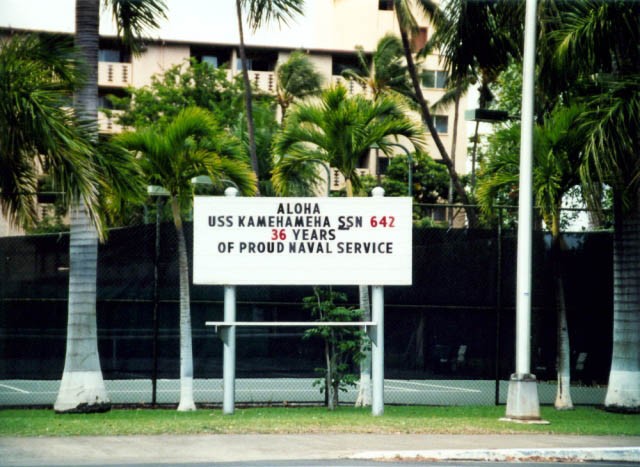 ALOHA
USS KAMEHAMEHA SSN 642
36 YEARS
OF PROUD NAVAL SERVICE